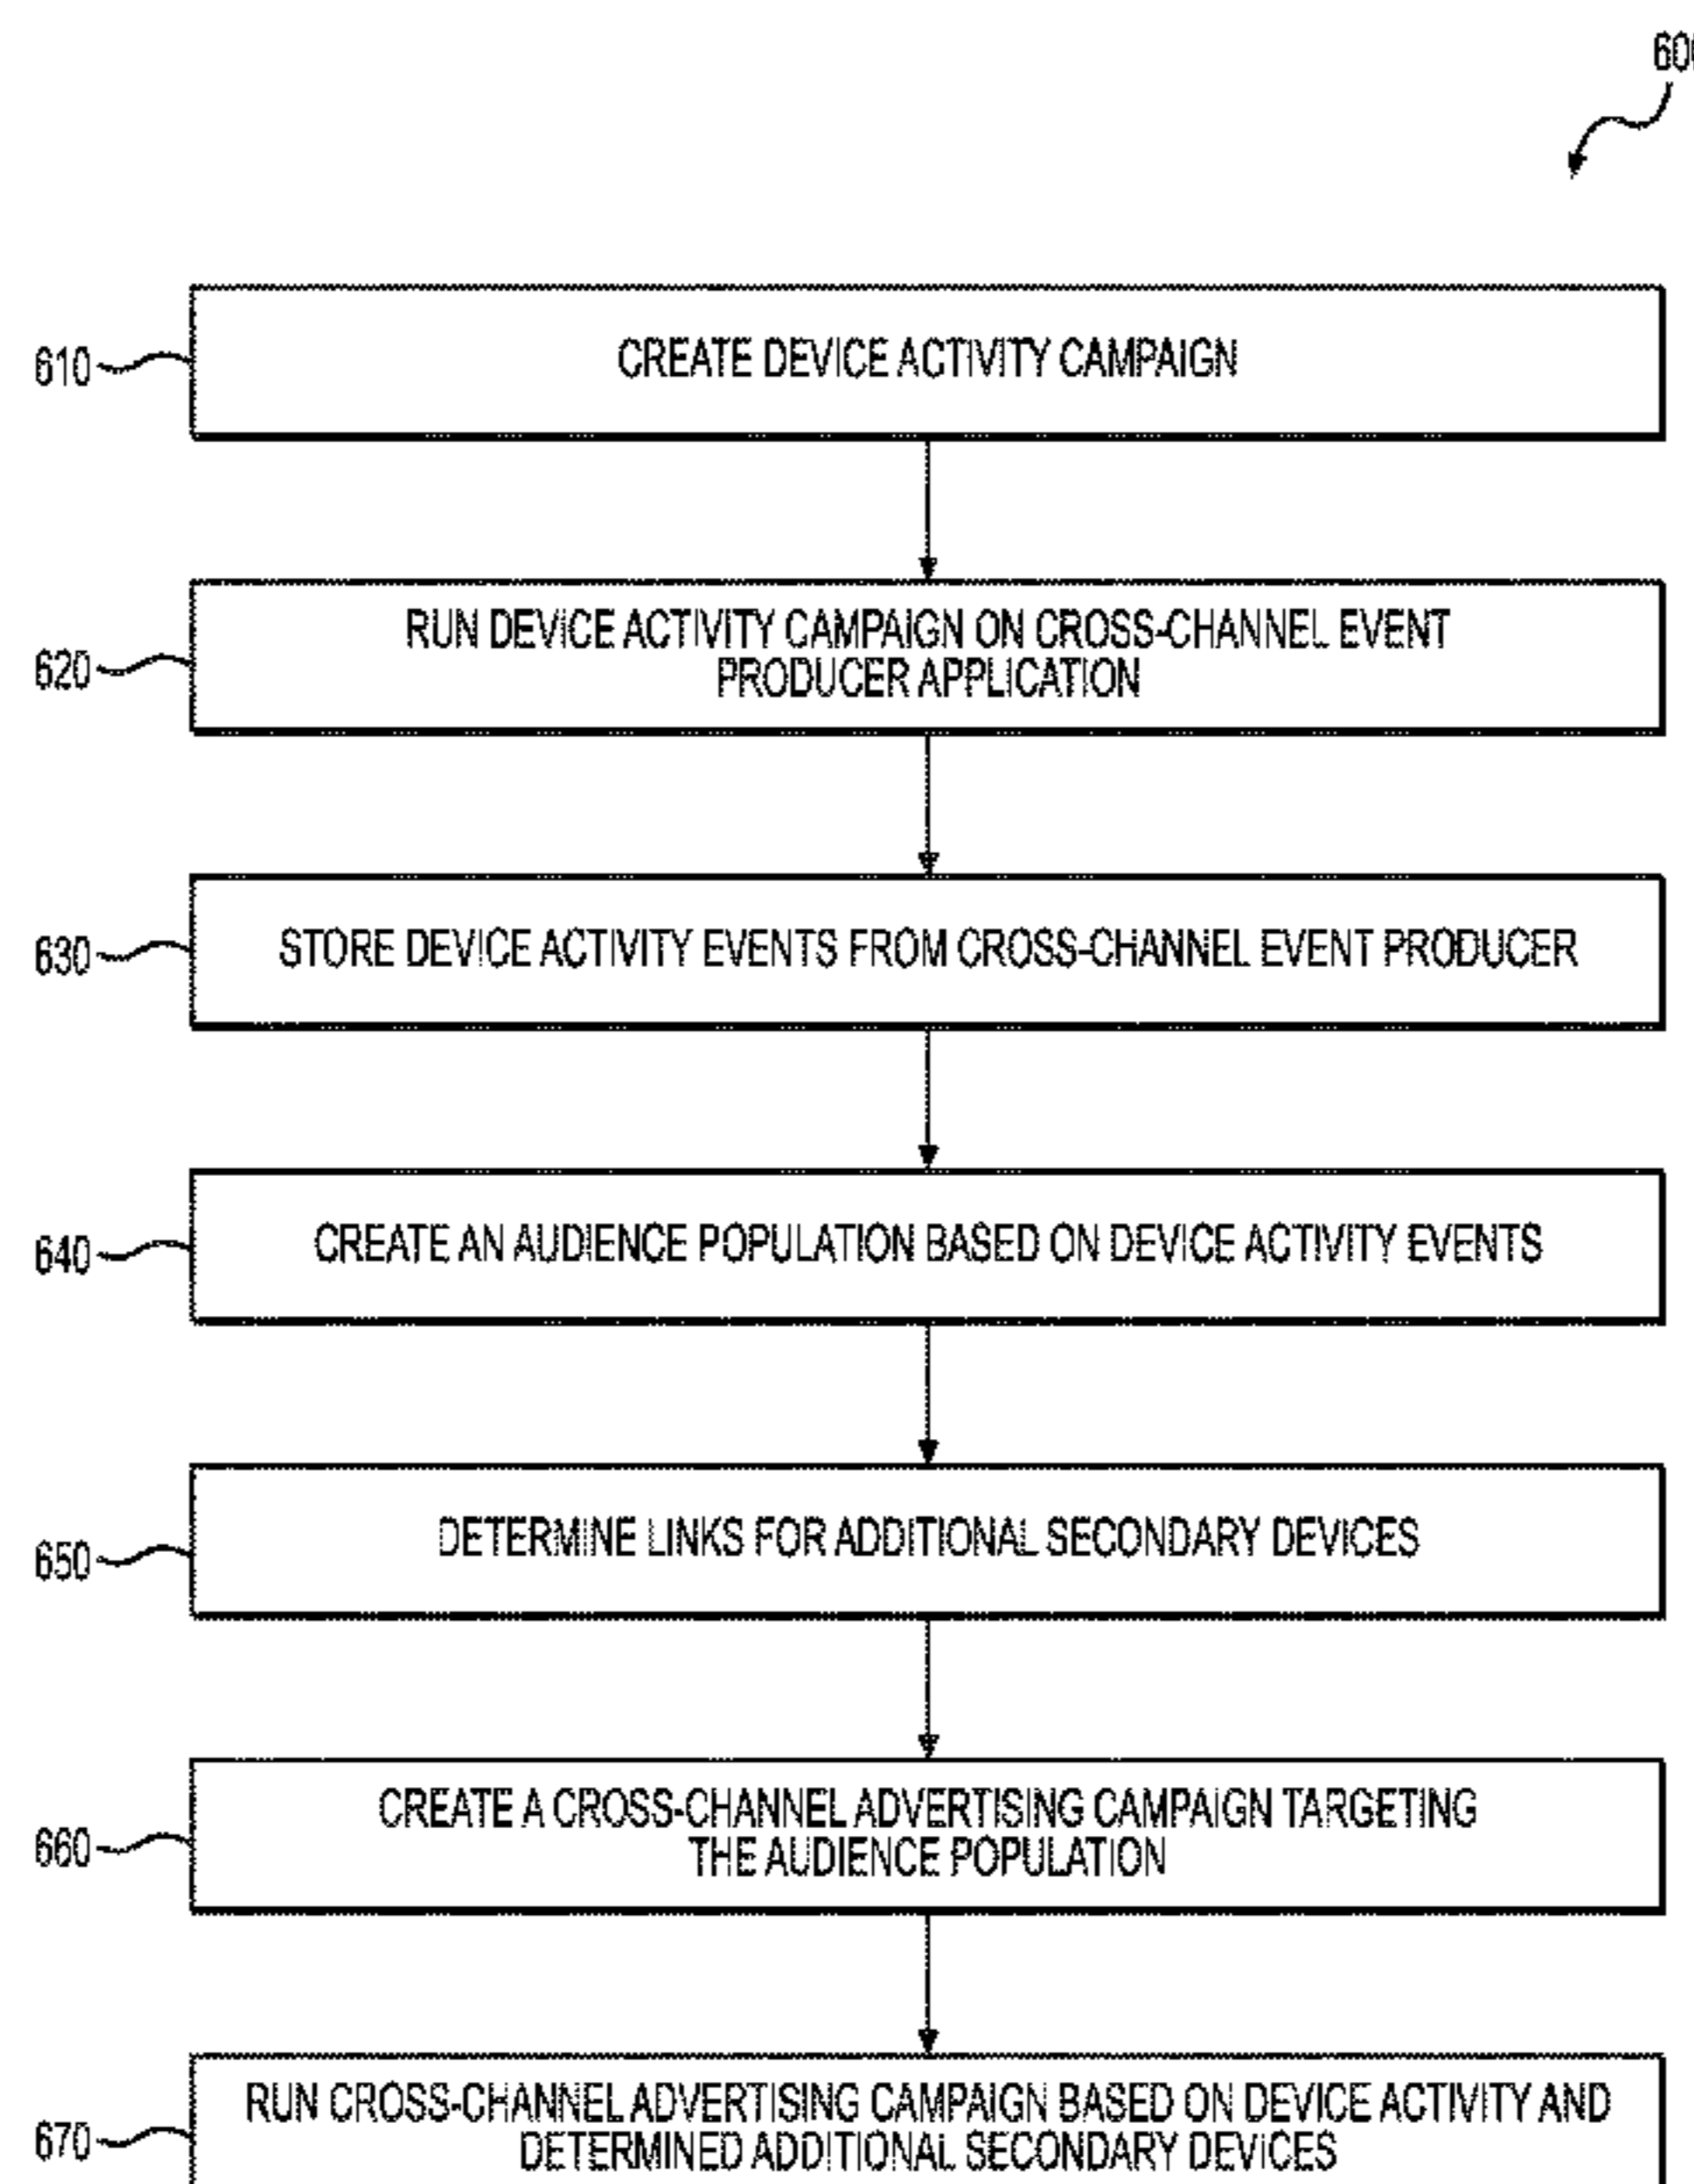 600
610
CREATE DEVICE ACTIVITY CAMPAIGN
620
RUN DEVICE ACTIVITY CAMPAIGN ON CROSS-CHANNEL EVENT
PRODUCER APPLICATION
630
STORE DEVICE ACTIVITY EVENTS FROM CROSS-CHANNEL EVENT PRODUCER
640
CREATE AN AUDIENCE POPULATION BASED ON DEVICE ACTIVITY EVENTS
650
DETERMINE LINKS FOR ADDITIONAL SECONDARY DEVICES
660
CREATE A CROSS-CHANNEL ADVERTISING CAMPAIGN TARGETING
THE AUDIENCE POPULATION
670
RUN CROSS-CHANNEL ADVERTISING CAMPAIGN BASED ON DEVICE ACTIVITY AND
DETERMINED ADDITIONAL SECONDARY DEVICES